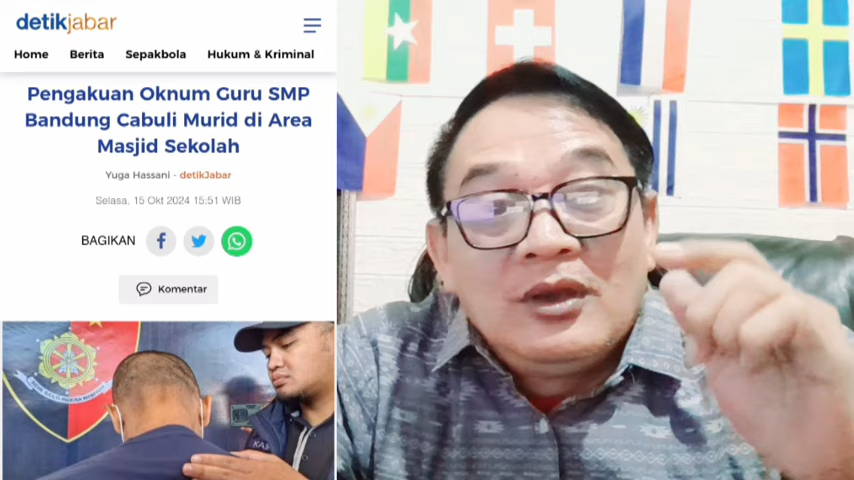 detikjabar
Home Berita Sepakbola Hukum & Kriminal
Pengakuan Oknum Guru SMP
Bandung Cabuli Murid di Area
Masjid Sekolah
Yuga Hassani - detikJabar
Selasa, 15 Okt 2024 15:51 WIB
BAGIKAN
Komentar
KAS